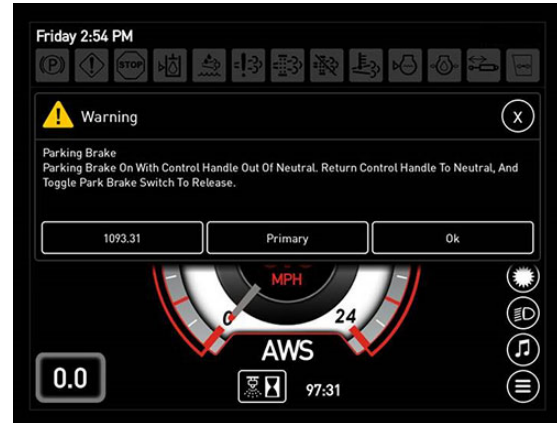 Friday 2:54 PM
P
STOP
Warning
X
Parking Brake
Parking Brake On With Control Handle Out Of Neutral. Return Control Handle To Neutral, And
Toggle Park Brake Switch To Release.
1093.31 Primary Ok
MPH
0 24
AWS
0.0
97:31